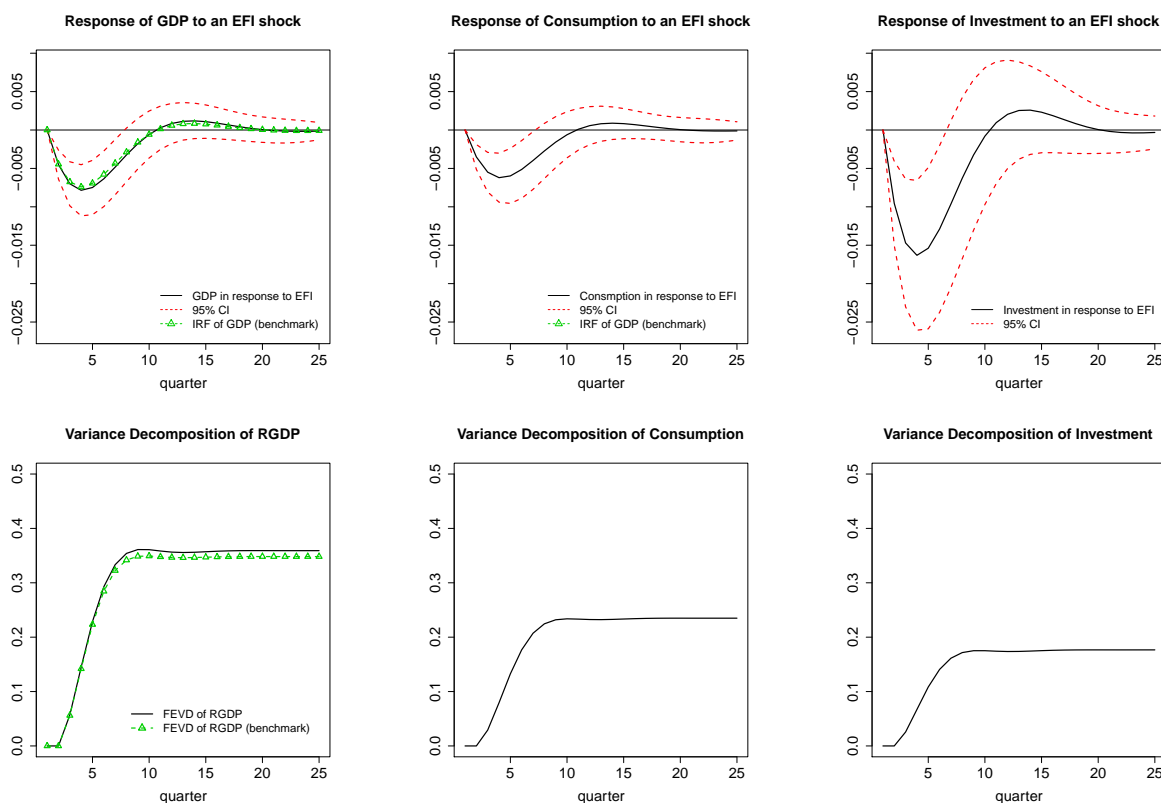 Response of GDP to an EFI shock
0.005
−0.005
−0.015
−0.025
GDP in response to EFI
95% CI
IRF of GDP (benchmark)
5 10 15 20 25
quarter
Response of Consumption to an EFI shock
0.005
−0.005
−0.015
−0.025
Consmption in response to EFI
95% CI
IRF of GDP (benchmark)
5 10 15 20 25
quarter
Response of Investment to an EFI shock
0.005
−0.005
−0.015
−0.025
Investment in response to EFI
95% CI
5 10 15 20 25
quarter
Variance Decomposition of RGDP
0.5
0.4
0.3
0.2
0.1
0.0
FEVD of RGDP
FEVD of RGDP (benchmark)
5 10 15 20 25
quarter
Variance Decomposition of Consumption
0.5
0.4
0.3
0.2
0.1
0.0
5 10 15 20 25
quarter
Variance Decomposition of Investment
0.5
0.4
0.3
0.2
0.1
0.0
5 10 15 20 25
quarter